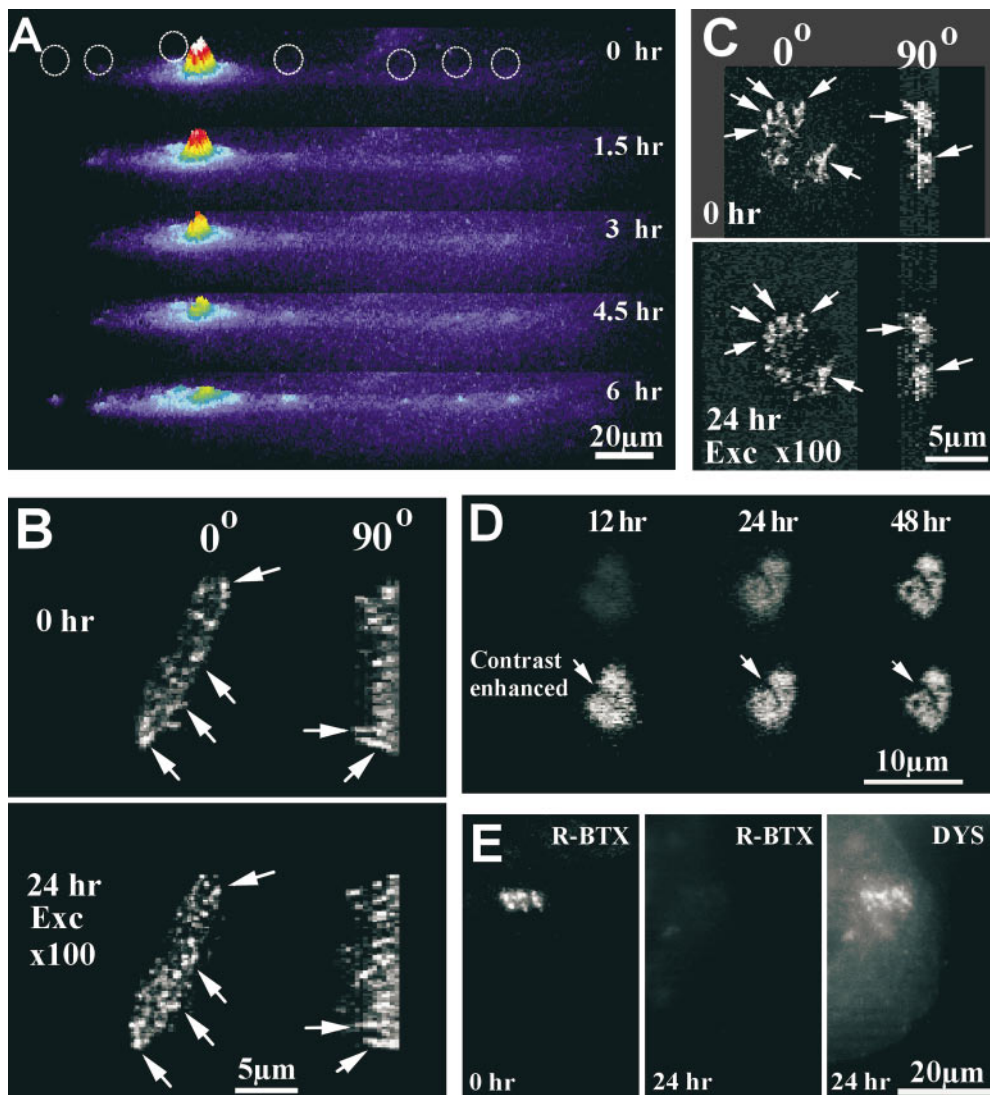 A
0 hr
1.5 hr
3 hr
4.5 hr
6 hr
20µm
C
0° 90°
0 hr
24 hr
Exc x100
5µm
B
0° 90°
0 hr
24 hr
Exc
x100
5µm
D
12 hr 24 hr 48 hr
Contrast
enhanced
10µm
E
R-BTX R-BTX DYS
0 hr 24 hr 24 hr 20µm